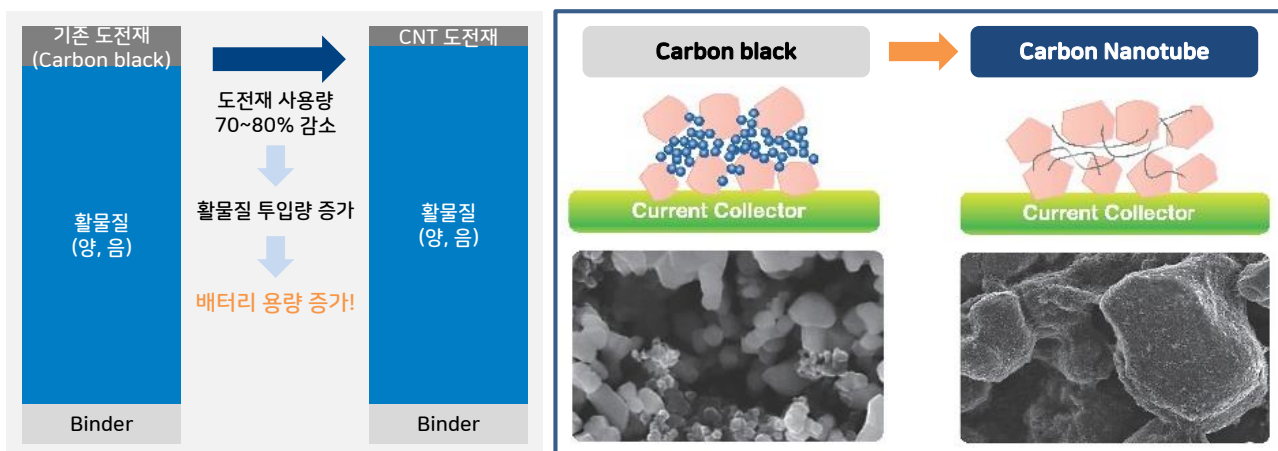 기존 도전재
(Carbon black)
활물질
(양, 음)
Binder
도전재 사용량
70~80% 감소
활물질 투입량 증가
배터리 용량 증가!
CNT 도전재
활물질
(양, 음)
Binder
Carbon black
Carbon Nanotube
Current Collector
Current Collector